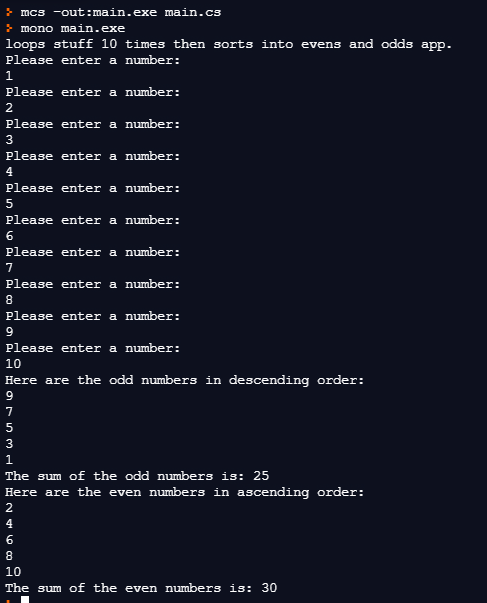 mcs -out:main.exe main.cs
mono main.exe
loops stuff 10 times then sorts into evens and odds app.
Please enter a number:
1
Please enter a number:
2
Please enter a number:
3
Please enter a number:
4
Please enter a number:
5
Please enter a number:
6
Please enter a number:
7
Please enter a number:
8
Please enter a number:
9
Please enter a number:
10
Here are the odd numbers in descending order:
9
7
5
3
1
The sum of the odd numbers is: 25
Here are the even numbers in ascending order:
2
4
6
8
10
The sum of the even numbers is: 30